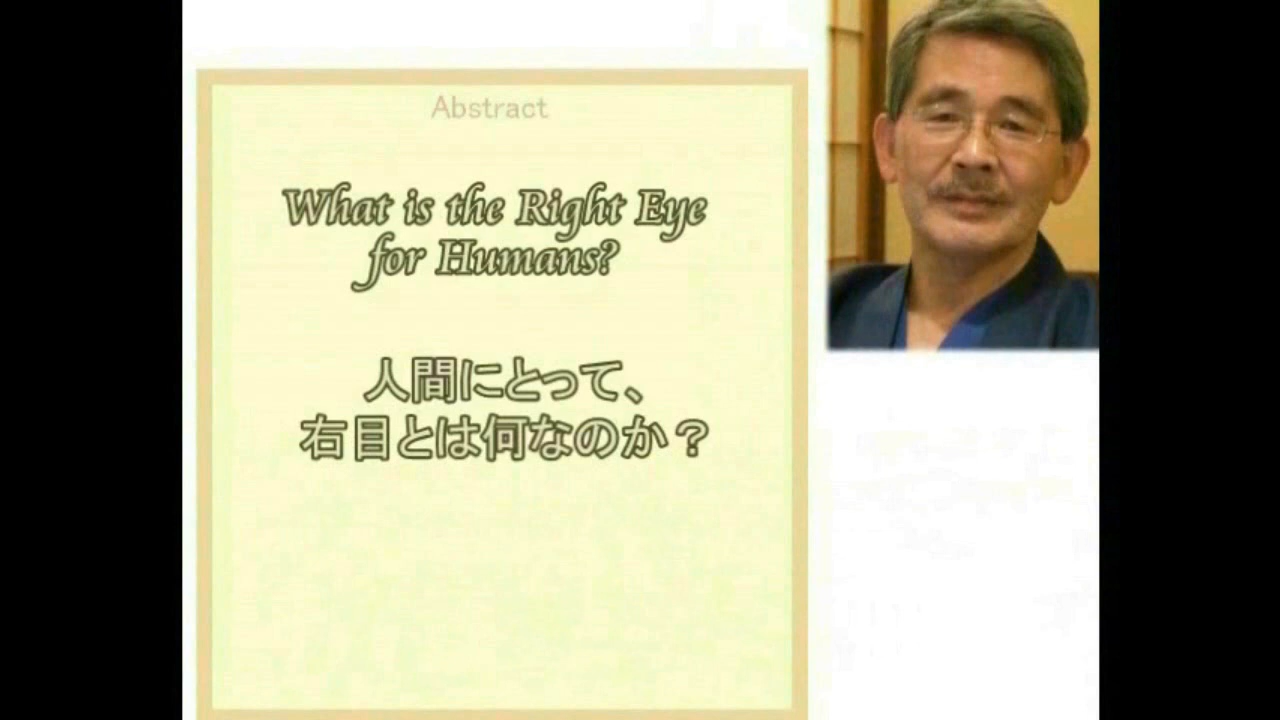 Abstract
What is the Right Eye
for Humans?
人間にとって、
右目とは何なのか？